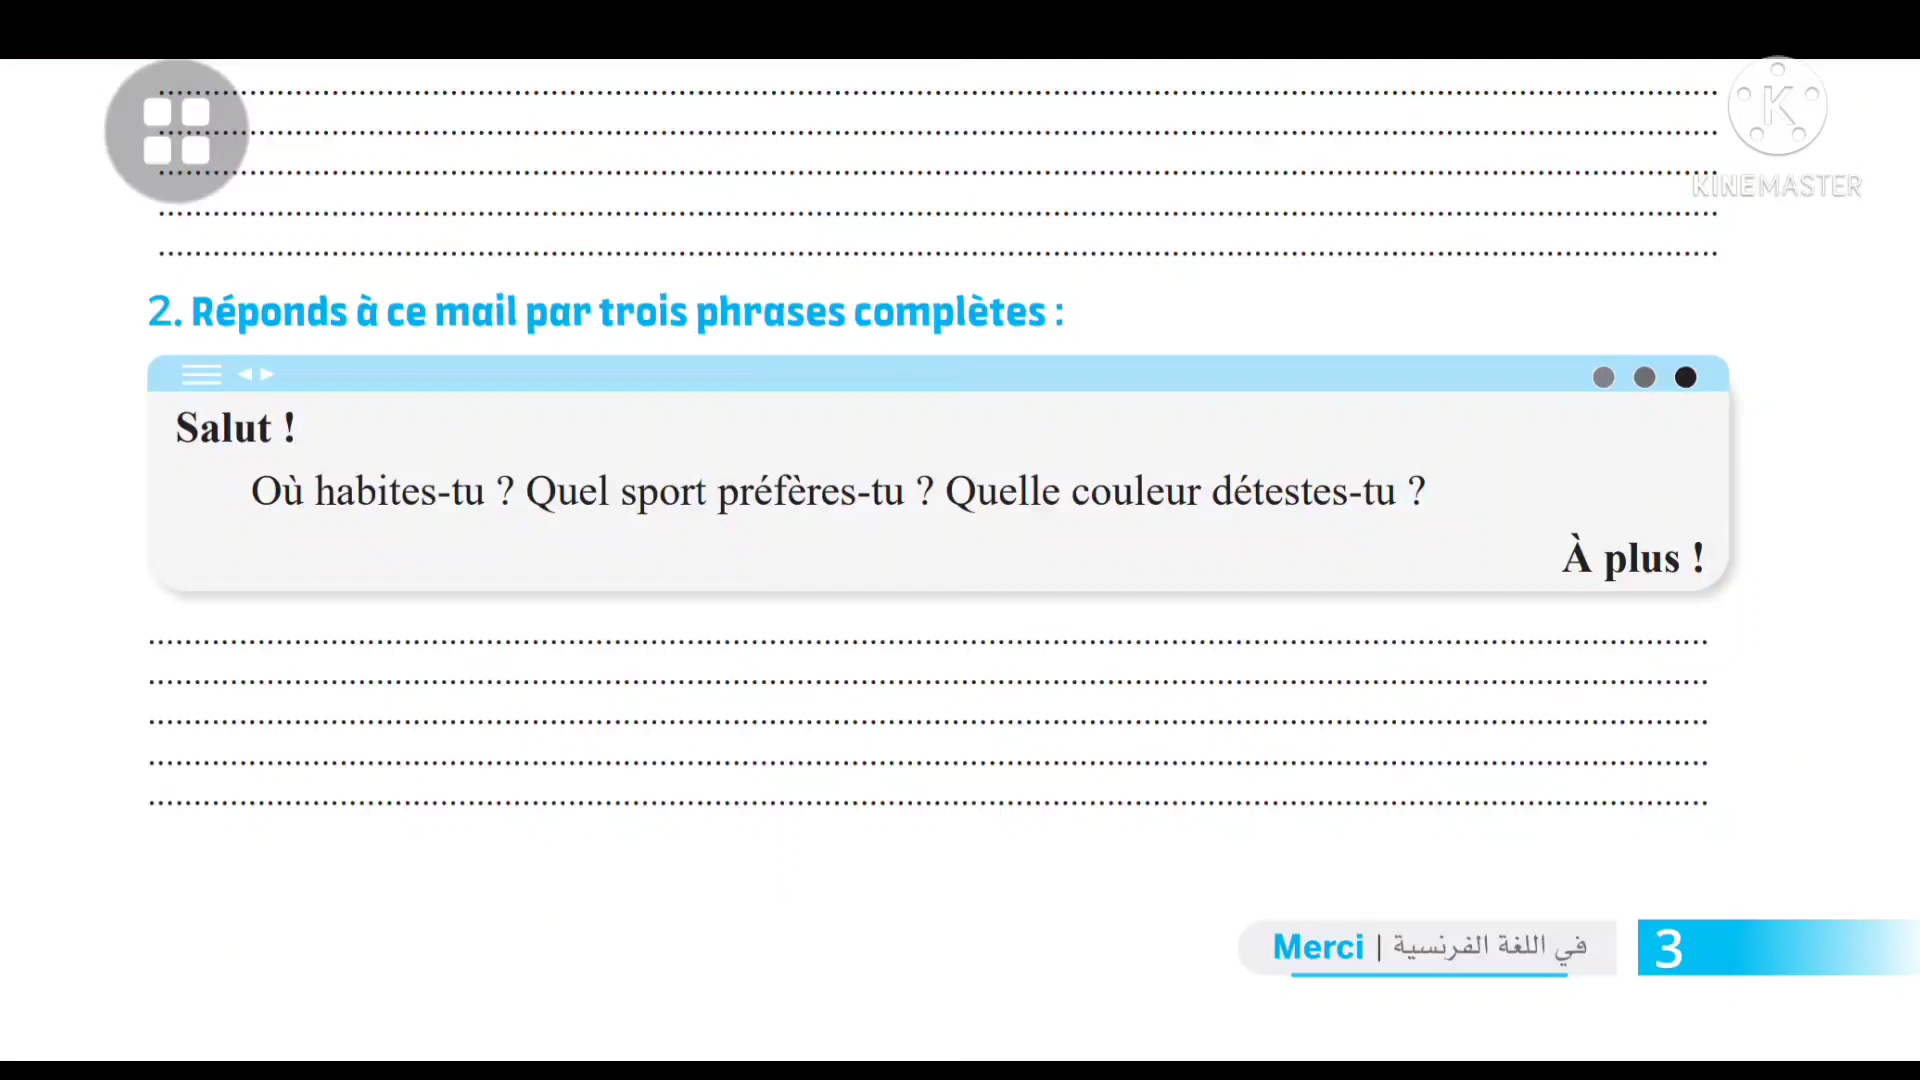 KINEMASTER
2. Réponds à ce mail par trois phrases complètes :
Salut !
Où habites-tu ? Quel sport préfères-tu ? Quelle couleur détestes-tu ?
À plus !
Merci | في اللغة الفرنسية
3